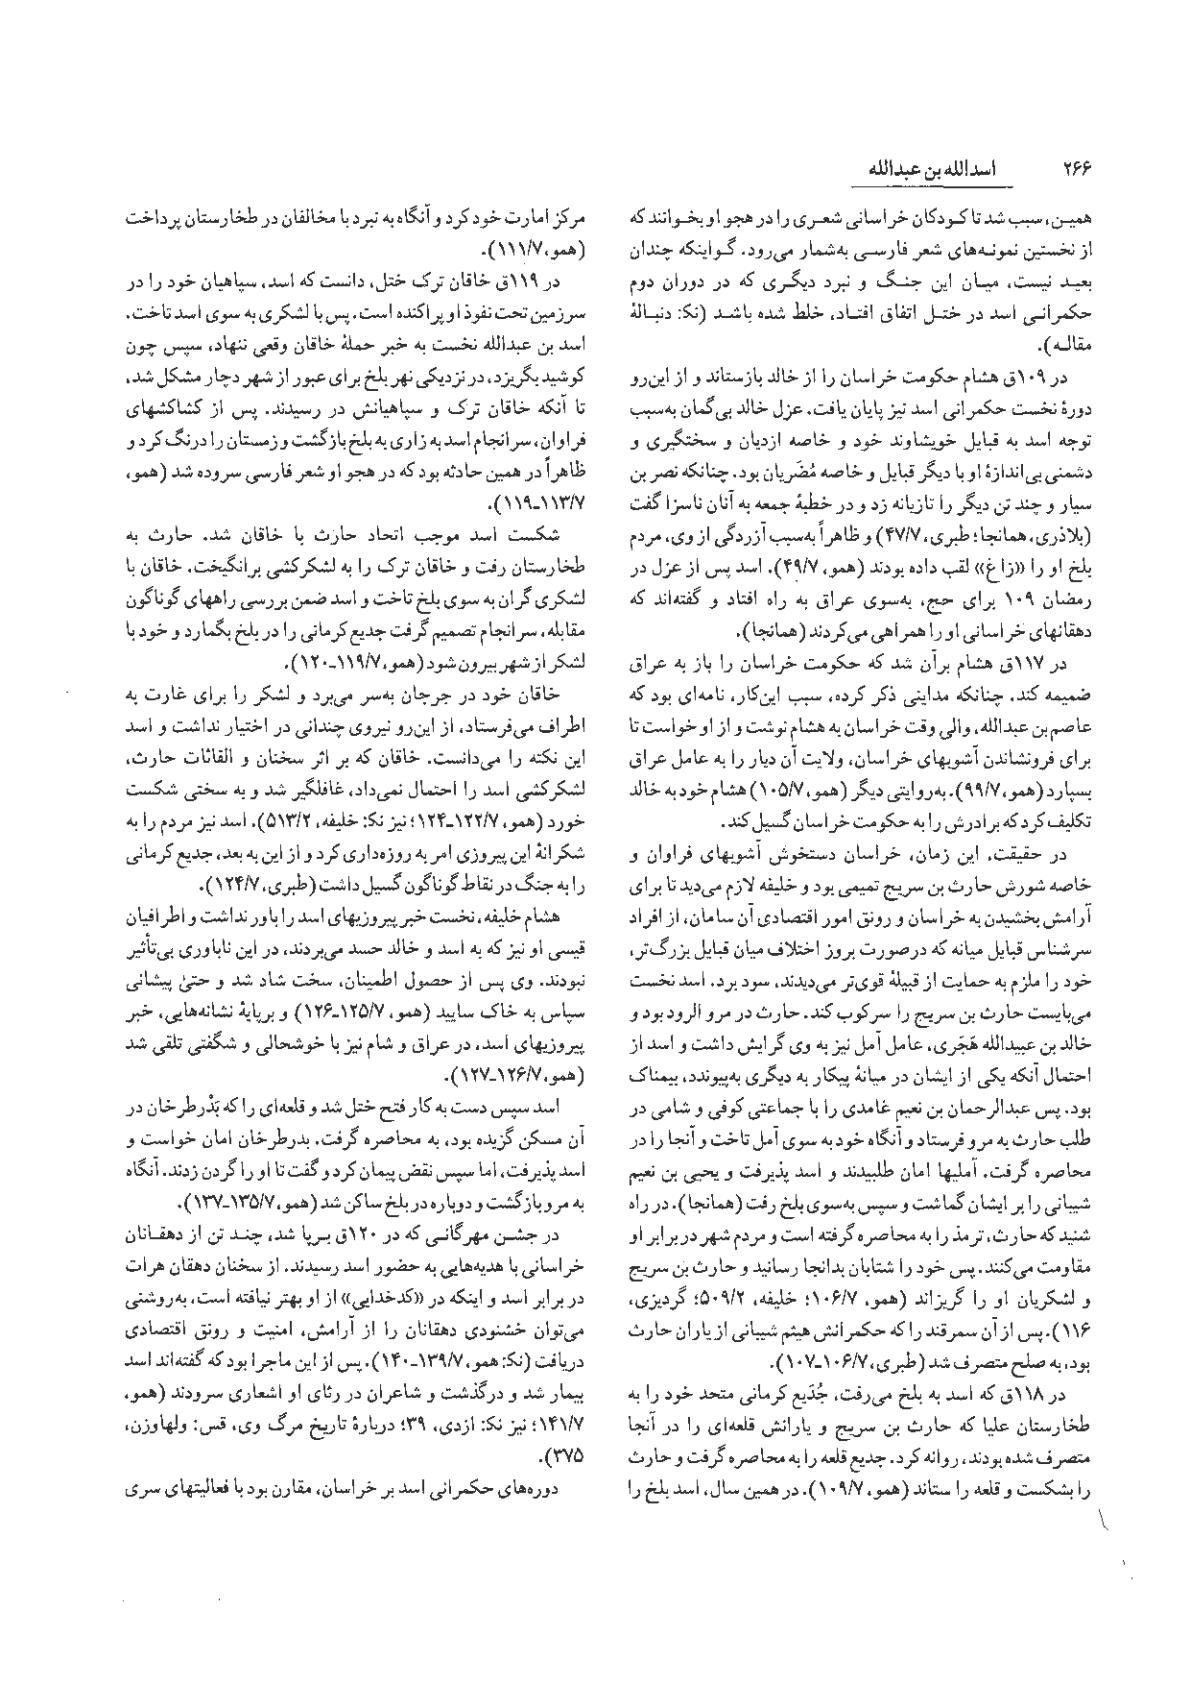 ۲۶۶
اسدالله بن عبدالله
همین، سبب شد تا کودکان خراسانی شعری را در هجو او بخوانند که
از نخستین نمونه‌های شعر فارسی به‌شمار می‌رود. گو اینکه چندان
بعید نیست، میان این جنگ و نبرد دیگری که در دوران دوم
حکمرانی اسد در ختل اتفاق افتاد، خلط شده باشد (نک‍: دنبالۀ
مقاله).
در ۱۰۹ق هشام حکومت خراسان را از خالد بازستاند و از این‌رو
دورۀ نخست حکمرانی اسد نیز پایان یافت. عزل خالد بی‌گمان به‌سبب
توجه اسد به قبایل خویشاوند خود و خاصه ازدیان و سختگیری و
دشمنی بی‌اندازۀ او با دیگر قبایل و خاصه مُضَریان بود. چنانکه نصر بن
سیار و چند تن دیگر را تازیانه زد و در خطبۀ جمعه به آنان ناسزا گفت
(بلاذری، همانجا؛ طبری، ۴۷/۷) و ظاهراً به‌سبب آزردگی از وی، مردم
بلخ او را «زاغ» لقب داده بودند (همو، ۴۹/۷). اسد پس از عزل در
رمضان ۱۰۹ برای حج، به‌سوی عراق به راه افتاد و گفته‌اند که
دهقانهای خراسانی او را همراهی می‌کردند (همانجا).
در ۱۱۷ق هشام برآن شد که حکومت خراسان را باز به عراق
ضمیمه کند. چنانکه مداینی ذکر کرده، سبب این‌کار، نامه‌ای بود که
عاصم بن عبدالله، والی وقت خراسان به هشام نوشت و از او خواست تا
برای فرونشاندن آشوبهای خراسان، ولایت آن دیار را به عامل عراق
بسپارد (همو، ۹۹/۷). به‌روایتی دیگر (همو، ۱۰۵/۷) هشام خود به خالد
تکلیف کرد که برادرش را به حکومت خراسان گسیل کند.
در حقیقت، این زمان، خراسان دستخوش آشوبهای فراوان و
خاصه شورش حارث بن سریج تمیمی بود و خلیفه لازم می‌دید تا برای
آرامش بخشیدن به خراسان و رونق امور اقتصادی آن سامان، از افراد
سرشناس قبایل میانه که درصورت بروز اختلاف میان قبایل بزرگ‌تر،
خود را ملزم به حمایت از قبیلۀ قوی‌تر می‌دیدند، سود برد. اسد نخست
می‌بایست حارث بن سریج را سرکوب کند. حارث در مرو الرود بود و
خالد بن عبیدالله هَجَری، عامل آمل نیز به وی گرایش داشت و اسد از
احتمال آنکه یکی از ایشان در میانۀ پیکار به دیگری به‌پیوندد، بیمناک
بود. پس عبدالرحمان بن نعیم غامدی را با جماعتی کوفی و شامی در
طلب حارث به مرو فرستاد و آنگاه خود به سوی آمل تاخت و آنجا را در
محاصره گرفت. آملیها امان طلبیدند و اسد پذیرفت و یحیی بن نعیم
شیبانی را بر ایشان گماشت و سپس به‌سوی بلخ رفت (همانجا). در راه
شنید که حارث، ترمذ را به محاصره گرفته است و مردم شهر در برابر او
مقاومت می‌کنند. پس خود را شتابان بدانجا رسانید و حارث بن سریج
و لشکریان او را گریزاند (همو، ۱۰۶/۷؛ خلیفه، ۵۰۹/۲؛ گردیزی،
۱۱۶). پس از آن سمرقند را که حکمرانش هیثم شیبانی از یاران حارث
بود، به صلح متصرف شد (طبری، ۱۰۶/۷-۱۰۷).
در ۱۱۸ق که اسد به بلخ می‌رفت، جُدَیع کرمانی متحد خود را به
طخارستان علیا که حارث بن سریج و یارانش قلعه‌ای را در آنجا
متصرف شده بودند، روانه کرد. جدیع قلعه را به محاصره گرفت و حارث
را بشکست و قلعه را ستاند (همو، ۱۰۹/۷). در همین سال، اسد بلخ را
مرکز امارت خود کرد و آنگاه به نبرد با مخالفان در طخارستان پرداخت
(همو، ۱۱۱/۷).
در ۱۱۹ق خاقان ترک ختل، دانست که اسد، سپاهیان خود را در
سرزمین تحت نفوذ او پراکنده است. پس با لشکری به سوی اسد تاخت.
اسد بن عبدالله نخست به خبر حملۀ خاقان وقعی ننهاد، سپس چون
کوشید بگریزد، در نزدیکی نهر بلخ برای عبور از شهر دچار مشکل شد،
تا آنکه خاقان ترک و سپاهیانش در رسیدند. پس از کشاکشهای
فراوان، سرانجام اسد به زاری به بلخ بازگشت و زمستان را درنگ کرد و
ظاهراً در همین حادثه بود که در هجو او شعر فارسی سروده شد (همو،
۱۱۳/۷-۱۱۹).
شکست اسد موجب اتحاد حارث با خاقان شد. حارث به
طخارستان رفت و خاقان ترک را به لشکرکشی برانگیخت. خاقان با
لشکری گران به سوی بلخ تاخت و اسد ضمن بررسی راههای گوناگون
مقابله، سرانجام تصمیم گرفت جدیع کرمانی را در بلخ بگمارد و خود با
لشکر از شهر بیرون شود (همو، ۱۱۹/۷-۱۲۰).
خاقان خود در جرجان به‌سر می‌برد و لشکر را برای غارت به
اطراف می‌فرستاد، از این‌رو نیروی چندانی در اختیار نداشت و اسد
این نکته را می‌دانست. خاقان که بر اثر سخنان و القائات حارث،
لشکرکشی اسد را احتمال نمی‌داد، غافلگیر شد و به سختی شکست
خورد (همو، ۱۲۲/۷-۱۲۴؛ نیز نک‍: خلیفه، ۵۱۳/۲). اسد نیز مردم را به
شکرانۀ این پیروزی امر به روزه‌داری کرد و از این به بعد، جدیع کرمانی
را به جنگ در نقاط گوناگون گسیل داشت (طبری، ۱۲۴/۷).
هشام خلیفه، نخست خبر پیروزیهای اسد را باور نداشت و اطرافیان
قیسی او نیز که به اسد و خالد حسد می‌بردند، در این ناباوری بی‌تأثیر
نبودند. وی پس از حصول اطمینان، سخت شاد شد و حتیٰ پیشانی
سپاس به خاک سایید (همو، ۱۲۵/۷-۱۲۶) و برپایۀ نشانه‌هایی، خبر
پیروزیهای اسد، در عراق و شام نیز با خوشحالی و شگفتی تلقی شد
(همو، ۱۲۶/۷-۱۲۷).
اسد سپس دست به کار فتح ختل شد و قلعه‌ای را که بَدْرطرخان در
آن مسکن گزیده بود، به محاصره گرفت. بدرطرخان امان خواست و
اسد پذیرفت، اما سپس نقض پیمان کرد و گفت تا او را گردن زدند. آنگاه
به مرو بازگشت و دوباره در بلخ ساکن شد (همو، ۱۳۵/۷-۱۳۷).
در جشن مهرگانی که در ۱۲۰ق برپا شد، چند تن از دهقانان
خراسانی با هدیه‌هایی به حضور اسد رسیدند. از سخنان دهقان هرات
در برابر اسد و اینکه در «کدخدایی» از او بهتر نیافته است، به‌روشنی
می‌توان خشنودی دهقانان را از آرامش، امنیت و رونق اقتصادی
دریافت (نک‍: همو، ۱۳۹/۷-۱۴۰). پس از این ماجرا بود که گفته‌اند اسد
بیمار شد و درگذشت و شاعران در رثای او اشعاری سرودند (همو،
۱۴۱/۷؛ نیز نک‍: ازدی، ۳۹؛ دربارۀ تاریخ مرگ وی، قس: ولهاوزن،
۳۷۵).
دوره‌های حکمرانی اسد بر خراسان، مقارن بود با فعالیتهای سری